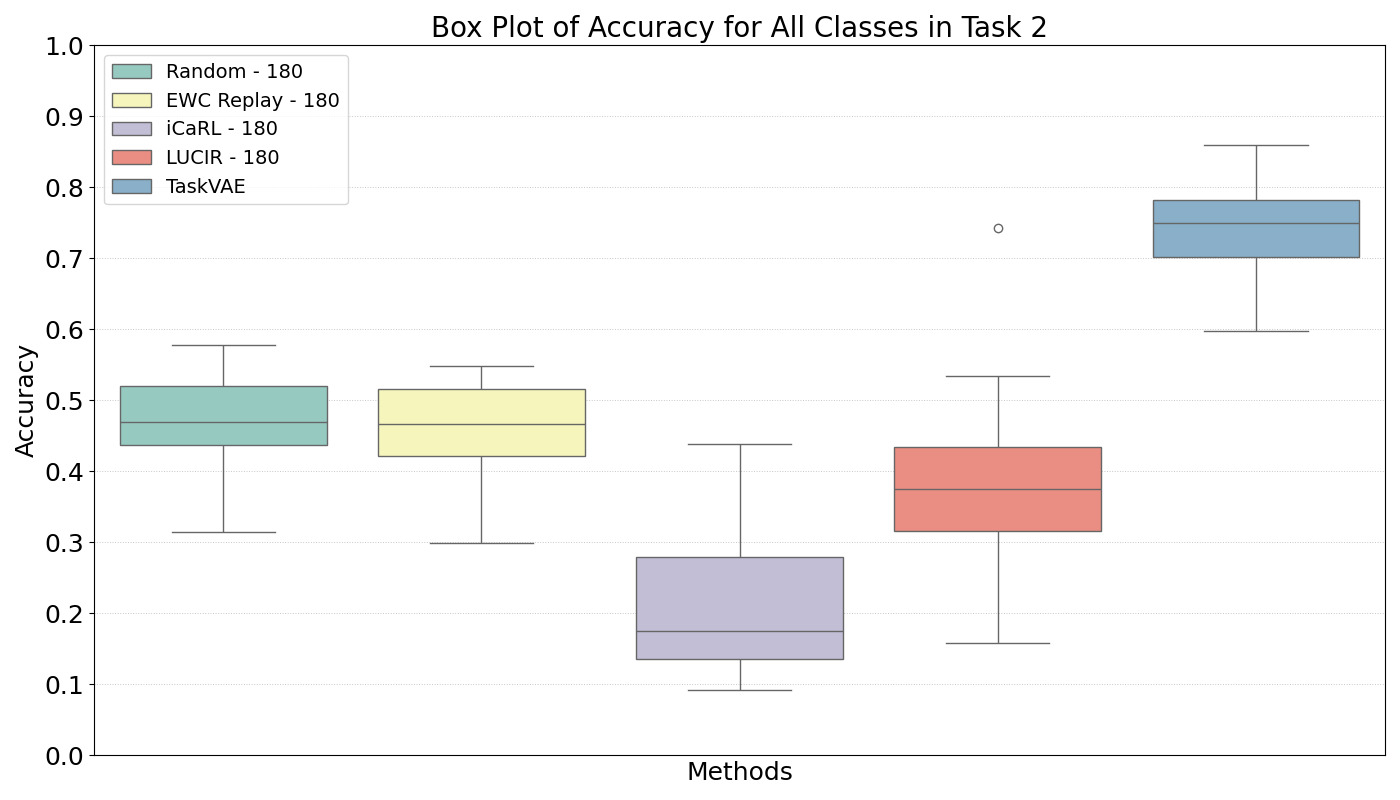 Box Plot of Accuracy for All Classes in Task 2
1.0
0.9
0.8
0.7
0.6
0.5
0.4
0.3
0.2
0.1
0.0
Accuracy
Random - 180
EWC Replay - 180
iCaRL - 180
LUCIR - 180
TaskVAE
Methods